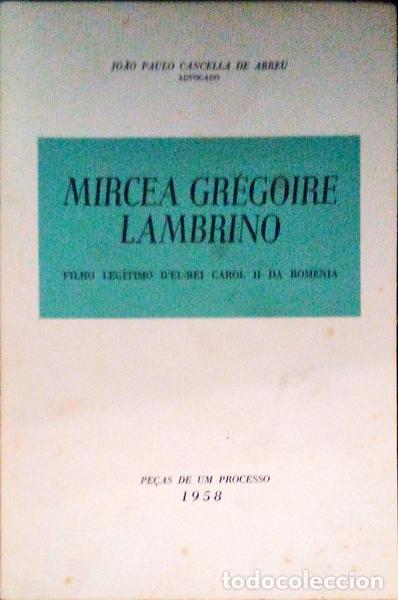 JOÃO PAULO CANCELLA DE ABREU
ADVOGADO
MIRCEA GRÉGOIRE
LAMBRINO
FILHO LEGÍTIMO D'EL-REI CAROL II DA ROMENIA
PEÇAS DE UM PROCESSO
1958
todocoleccion